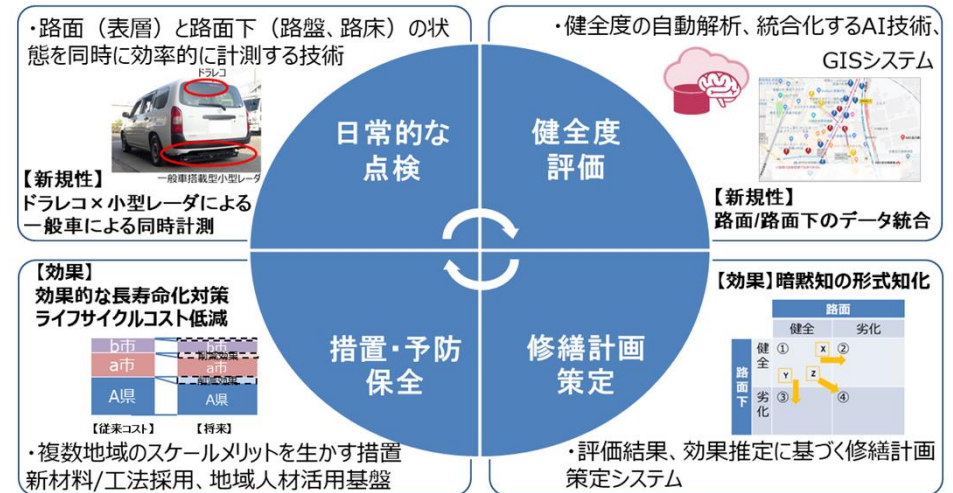 ・路面（表層）と路面下（路盤、路床）の状
態を同時に効率的に計測する技術
ドラレコ
一般車搭載型小型レーダ
【新規性】
ドラレコ×小型レーダによる
一般車による同時計測
日常的な
点検
健全度
評価
・健全度の自動解析、統合化するAI技術、
GISシステム
【新規性】
路面/路面下のデータ統合
【効果】
効果的な長寿命化対策
ライフサイクルコスト低減
b市
a市
A県
b市
削減効果
a市
削減効果
A県
【従来コスト】
【将来】
・複数地域のスケールメリットを生かす措置
新材料/工法採用、地域人材活用基盤
措置・予防
保全
修繕計画
策定
【効果】暗黙知の形式知化
路面
健全
劣化
路面下
健全
劣化
①
X
②
Y
Z
③
④
・評価結果、効果推定に基づく修繕計画
策定システム